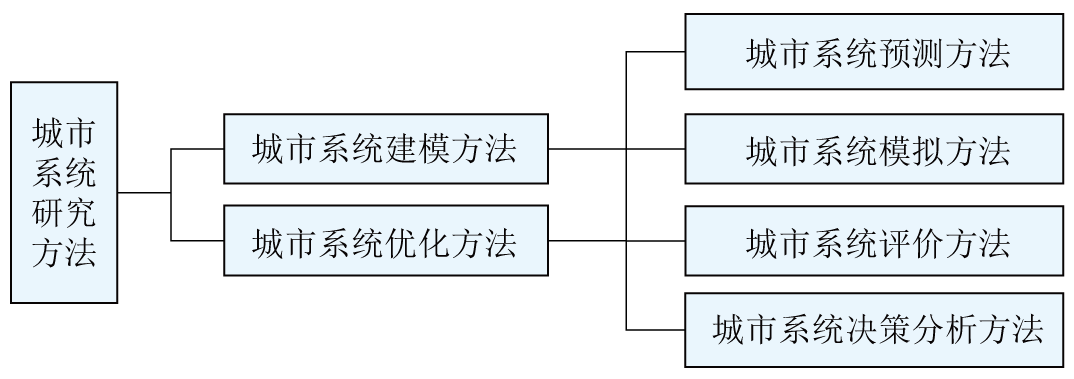 城市
系统
研究
方法
城市系统建模方法
城市系统优化方法
城市系统预测方法
城市系统模拟方法
城市系统评价方法
城市系统决策分析方法